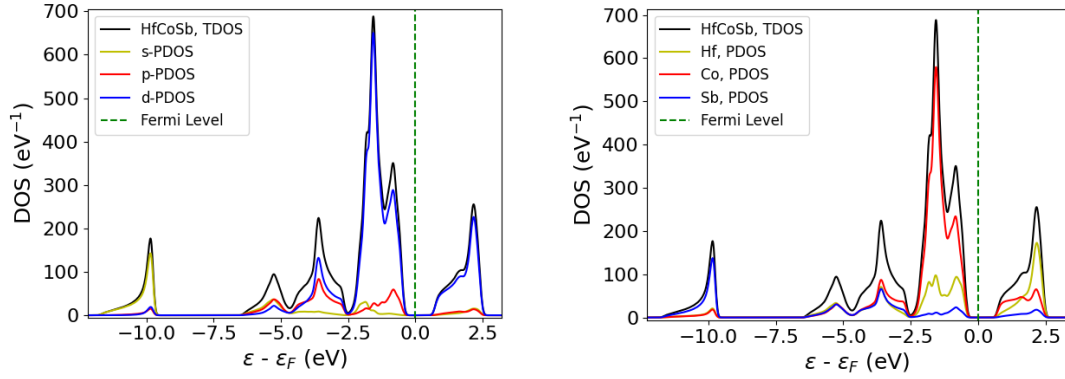 700
600
500
400
300
200
100
0
DOS (eV⁻¹)
HfCoSb, TDOS
s-PDOS
p-PDOS
d-PDOS
Fermi Level
−10.0 −7.5 −5.0 −2.5 0.0 2.5
ε - εF (eV)
700
600
500
400
300
200
100
0
DOS (eV⁻¹)
HfCoSb, TDOS
Hf, PDOS
Co, PDOS
Sb, PDOS
Fermi Level
−10.0 −7.5 −5.0 −2.5 0.0 2.5
ε - εF (eV)